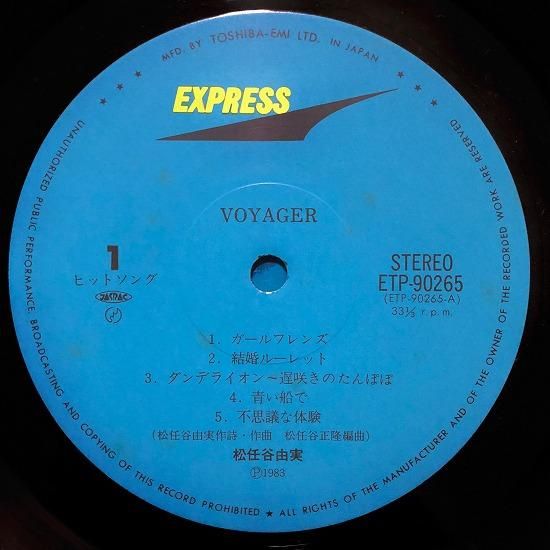 ★ ★ ★ MFD. BY TOSHIBA-EMI LTD. IN JAPAN ★ ★ ★
EXPRESS
VOYAGER
1
ヒットソング
JASRAC
STEREO
ETP-90265
(ETP-90265-A)
33⅓ r.p.m.
1. ガールフレンズ
2. 結婚ルーレット
3. ダンデライオン〜遅咲きのたんぽぽ
4. 青い船で
5. 不思議な体験
(松任谷由実作詩・作曲 松任谷正隆編曲)
松任谷由実
Ⓟ1983
UNAUTHORIZED PUBLIC PERFORMANCE, BROADCASTING AND COPYING OF THIS RECORD PROHIBITED ★ ALL RIGHTS OF THE MANUFACTURER AND OF THE OWNER OF THE RECORDED WORK ARE RESERVED